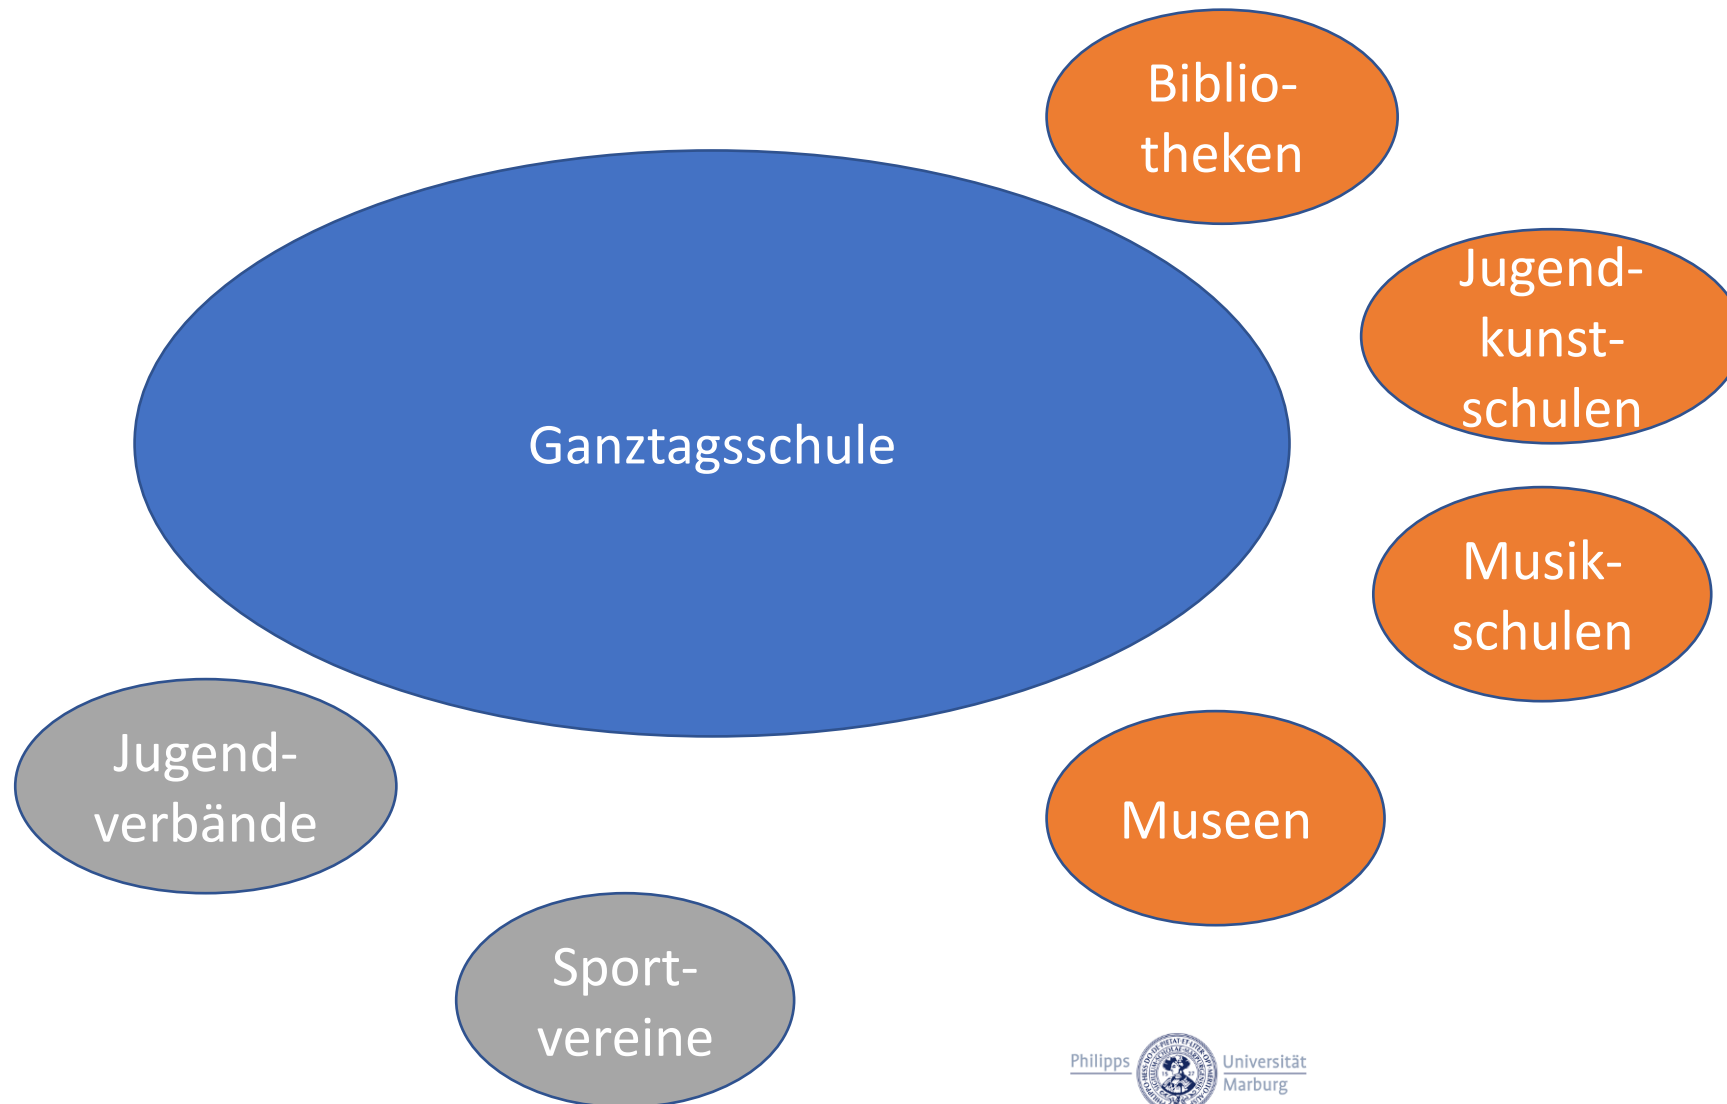 Biblio-
theken
Jugend-
kunst-
schulen
Ganztagsschule
Musik-
schulen
Jugend-
verbände
Museen
Sport-
vereine
Philipps
Universität
Marburg